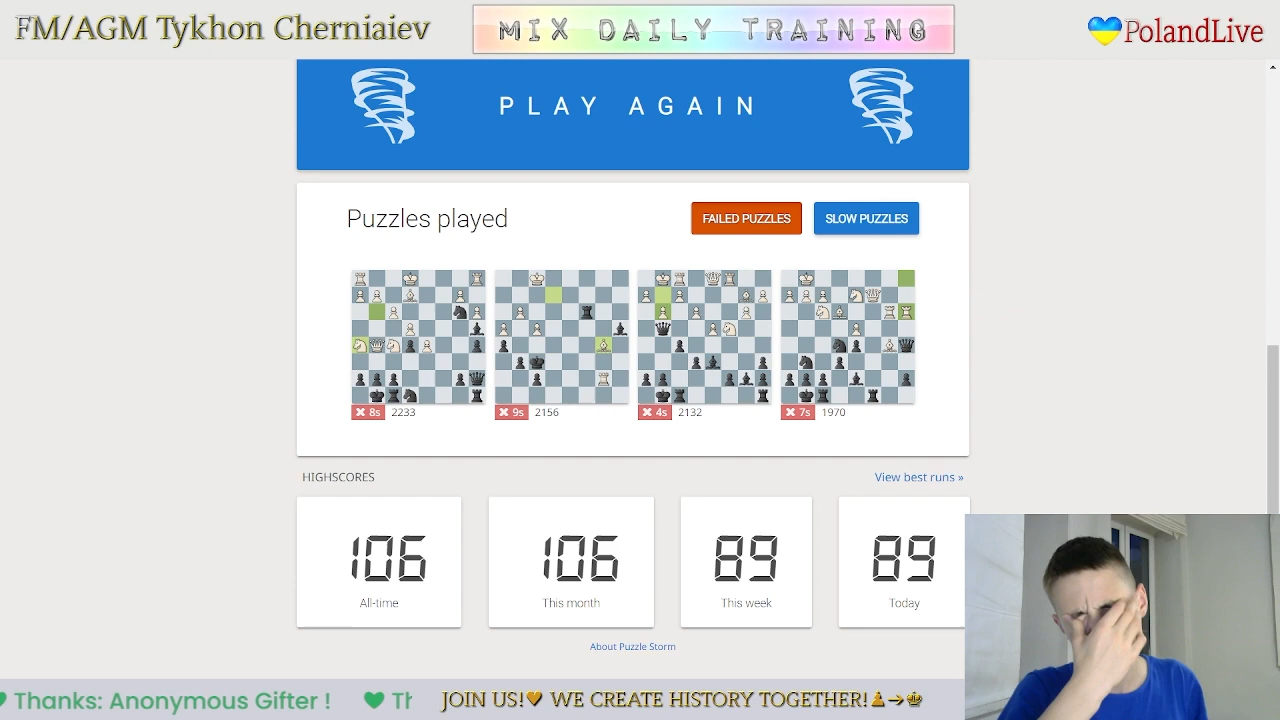 FM/AGM Tykhon Cherniaiev
MIX DAILY TRAINING
PolandLive
PLAY AGAIN
Puzzles played
FAILED PUZZLES
SLOW PUZZLES
8s 2233
9s 2156
4s 2132
7s 1970
HIGHSCORES
View best runs »
106
106
89
89
All-time
This month
This week
Today
About Puzzle Storm
Thanks: Anonymous Gifter !
Th
JOIN US! WE CREATE HISTORY TOGETHER!